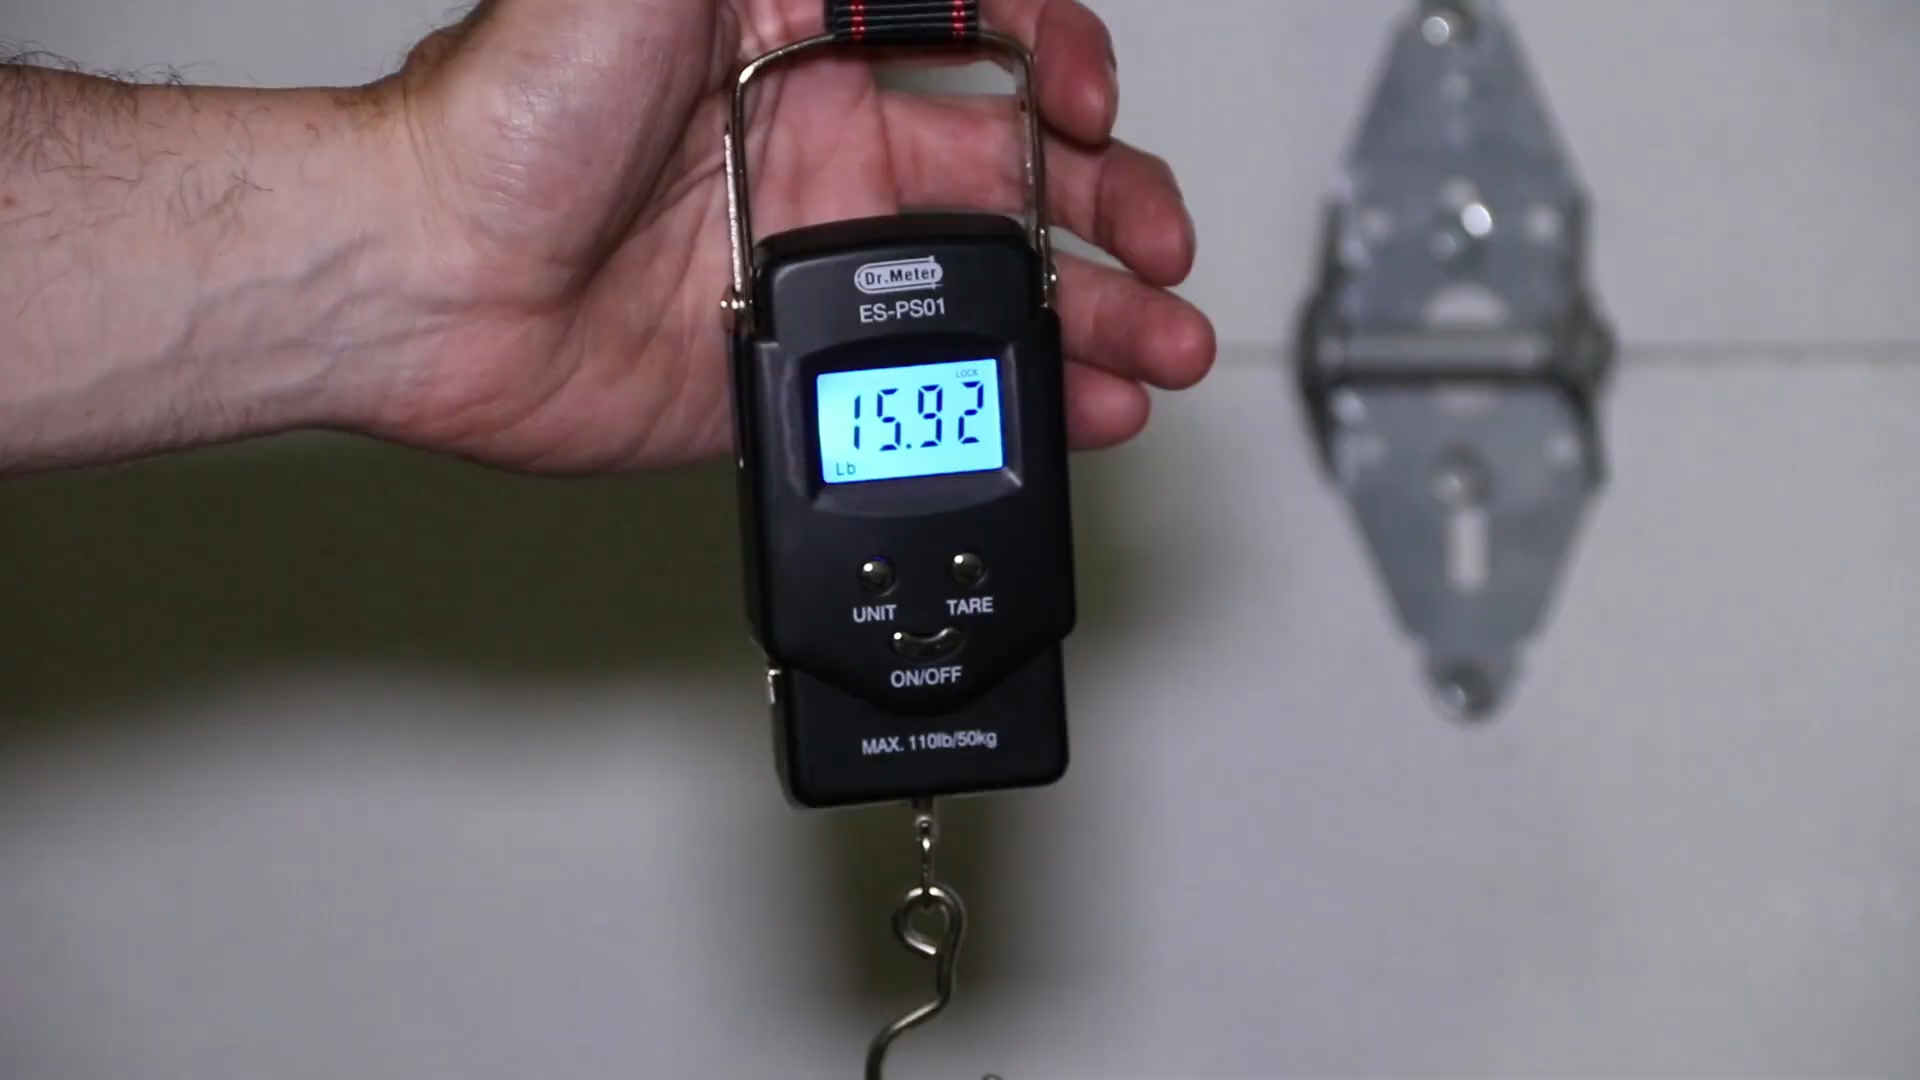 Dr.Meter
ES-PS01
LOCK
15.92
Lb
UNIT TARE
ON/OFF
MAX. 110lb/50kg